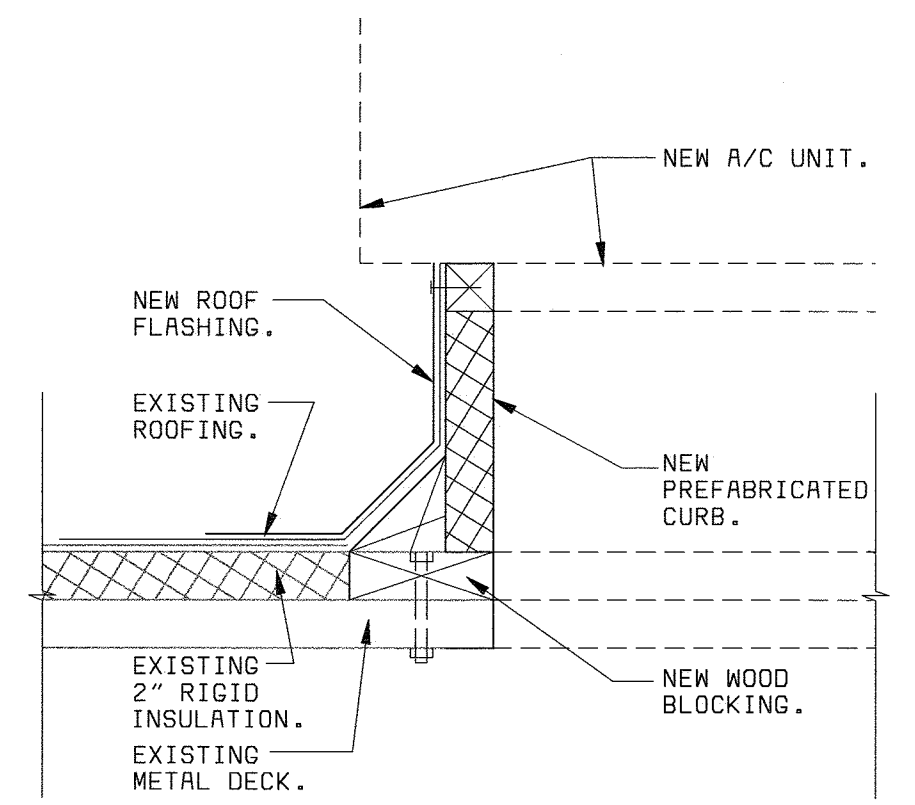 NEW A/C UNIT.
NEW ROOF
FLASHING.
EXISTING
ROOFING.
NEW
PREFABRICATED
CURB.
EXISTING
2" RIGID
INSULATION.
NEW WOOD
BLOCKING.
EXISTING
METAL DECK.